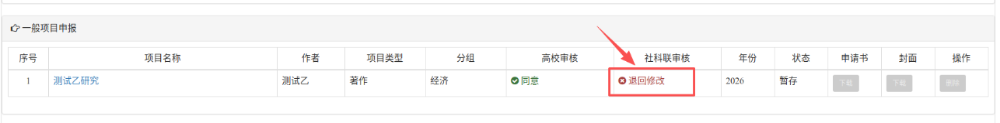 一般项目申报
序号 项目名称 作者 项目类型 分组 高校审核 社科联审核 年份 状态 申请书 封面 操作
1 测试乙研究 测试乙 著作 经济 同意 退回修改 2026 暂存 下载 下载 删除